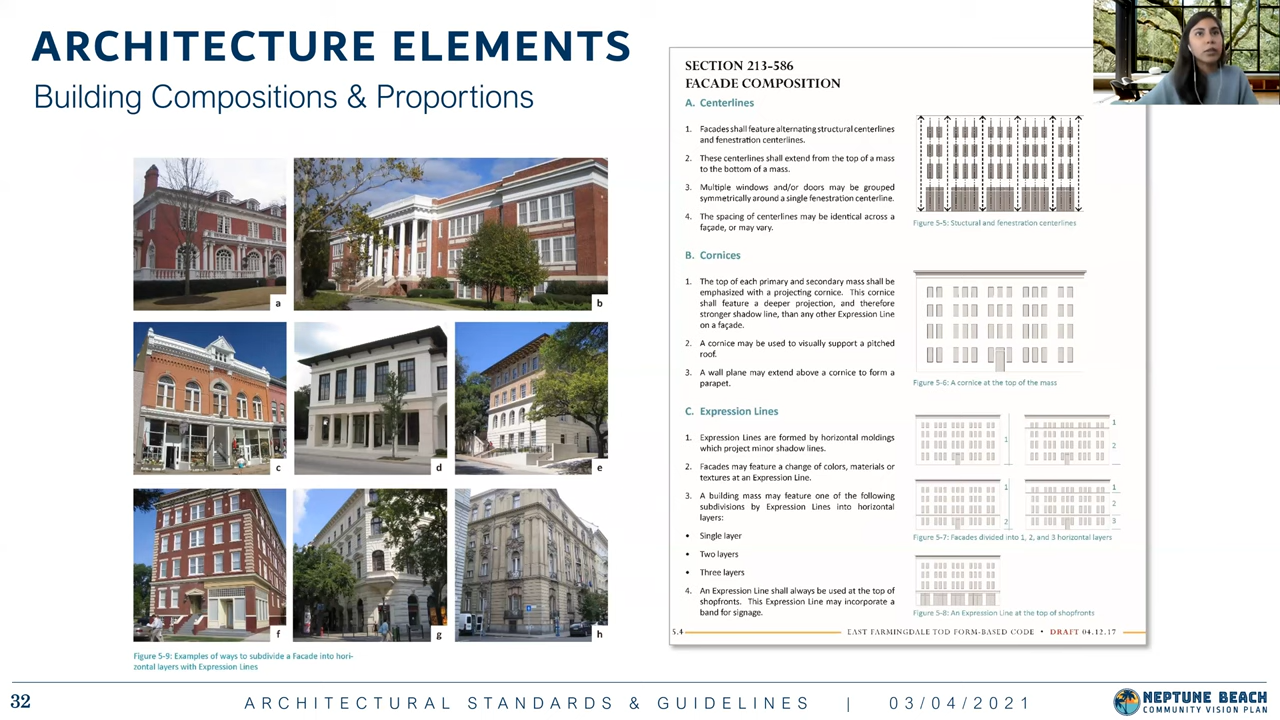 ARCHITECTURE ELEMENTS
Building Compositions & Proportions
a
b
c
d
e
f
g
h
Figure 5-9: Examples of ways to subdivide a Facade into hori-
zontal layers with Expression Lines
SECTION 213-586
FACADE COMPOSITION
A. Centerlines
1. Facades shall feature alternating structural centerlines
and fenestration centerlines.
2. These centerlines shall extend from the top of a mass
to the bottom of a mass.
3. Multiple windows and/or doors may be grouped
symmetrically around a single fenestration centerline.
4. The spacing of centerlines may be identical across a
façade, or may vary.
Figure 5-5: Stuctural and fenestration centerlines
B. Cornices
1. The top of each primary and secondary mass shall be
emphasized with a projecting cornice. This cornice
shall feature a deeper projection, and therefore
stronger shadow line, than any other Expression Line
on a façade.
2. A cornice may be used to visually support a pitched
roof.
3. A wall plane may extend above a cornice to form a
parapet.
Figure 5-6: A cornice at the top of the mass
C. Expression Lines
1. Expression Lines are formed by horizontal moldings
which project minor shadow lines.
2. Facades may feature a change of colors, materials or
textures at an Expression Line.
3. A building mass may feature one of the following
subdivisions by Expression Lines into horizontal
layers:
• Single layer
• Two layers
• Three layers
4. An Expression Line shall always be used at the top of
shopfronts. This Expression Line may incorporate a
band for signage.
1
1
2
1
2
1
2
3
Figure 5-7: Facades divided into 1, 2, and 3 horizontal layers
Figure 5-8: An Expression Line at the top of shopfronts
5.4
EAST FARMINGDALE TOD FORM-BASED CODE • DRAFT 04.12.17
32
ARCHITECTURAL STANDARDS & GUIDELINES | 03/04/2021
NEPTUNE BEACH
COMMUNITY VISION PLAN